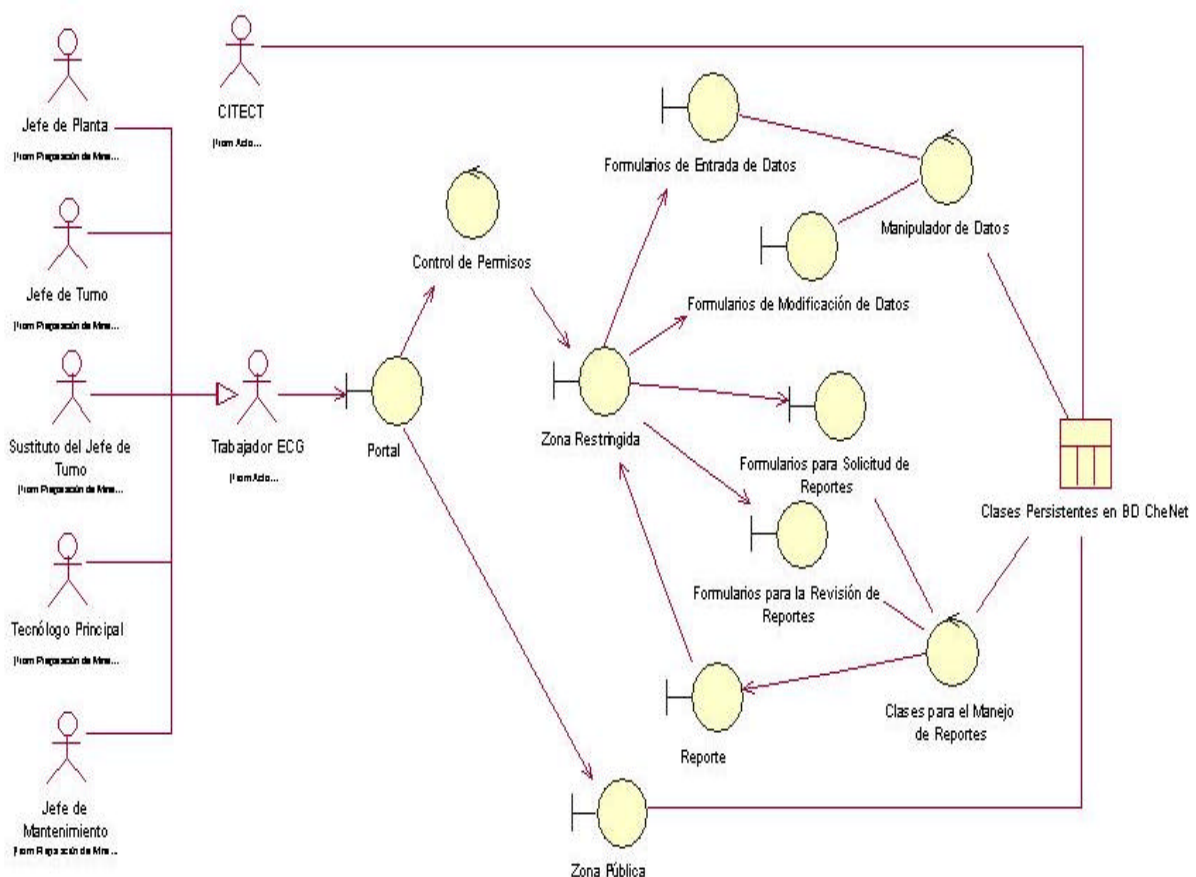 Jefe de Planta
CITECT
Formularios de Entrada de Datos
Manipulador de Datos
Control de Permisos
Jefe de Turno
Formularios de Modificación de Datos
Sustituto del Jefe de
Turno
Trabajador ECG
Portal
Zona Restringida
Formularios para Solicitud de
Reportes
Clases Persistentes en BD CheNet
Formularios para la Revisión de
Reportes
Tecnólogo Principal
Clases para el Manejo
de Reportes
Reporte
Jefe de
Mantenimiento
Zona Pública